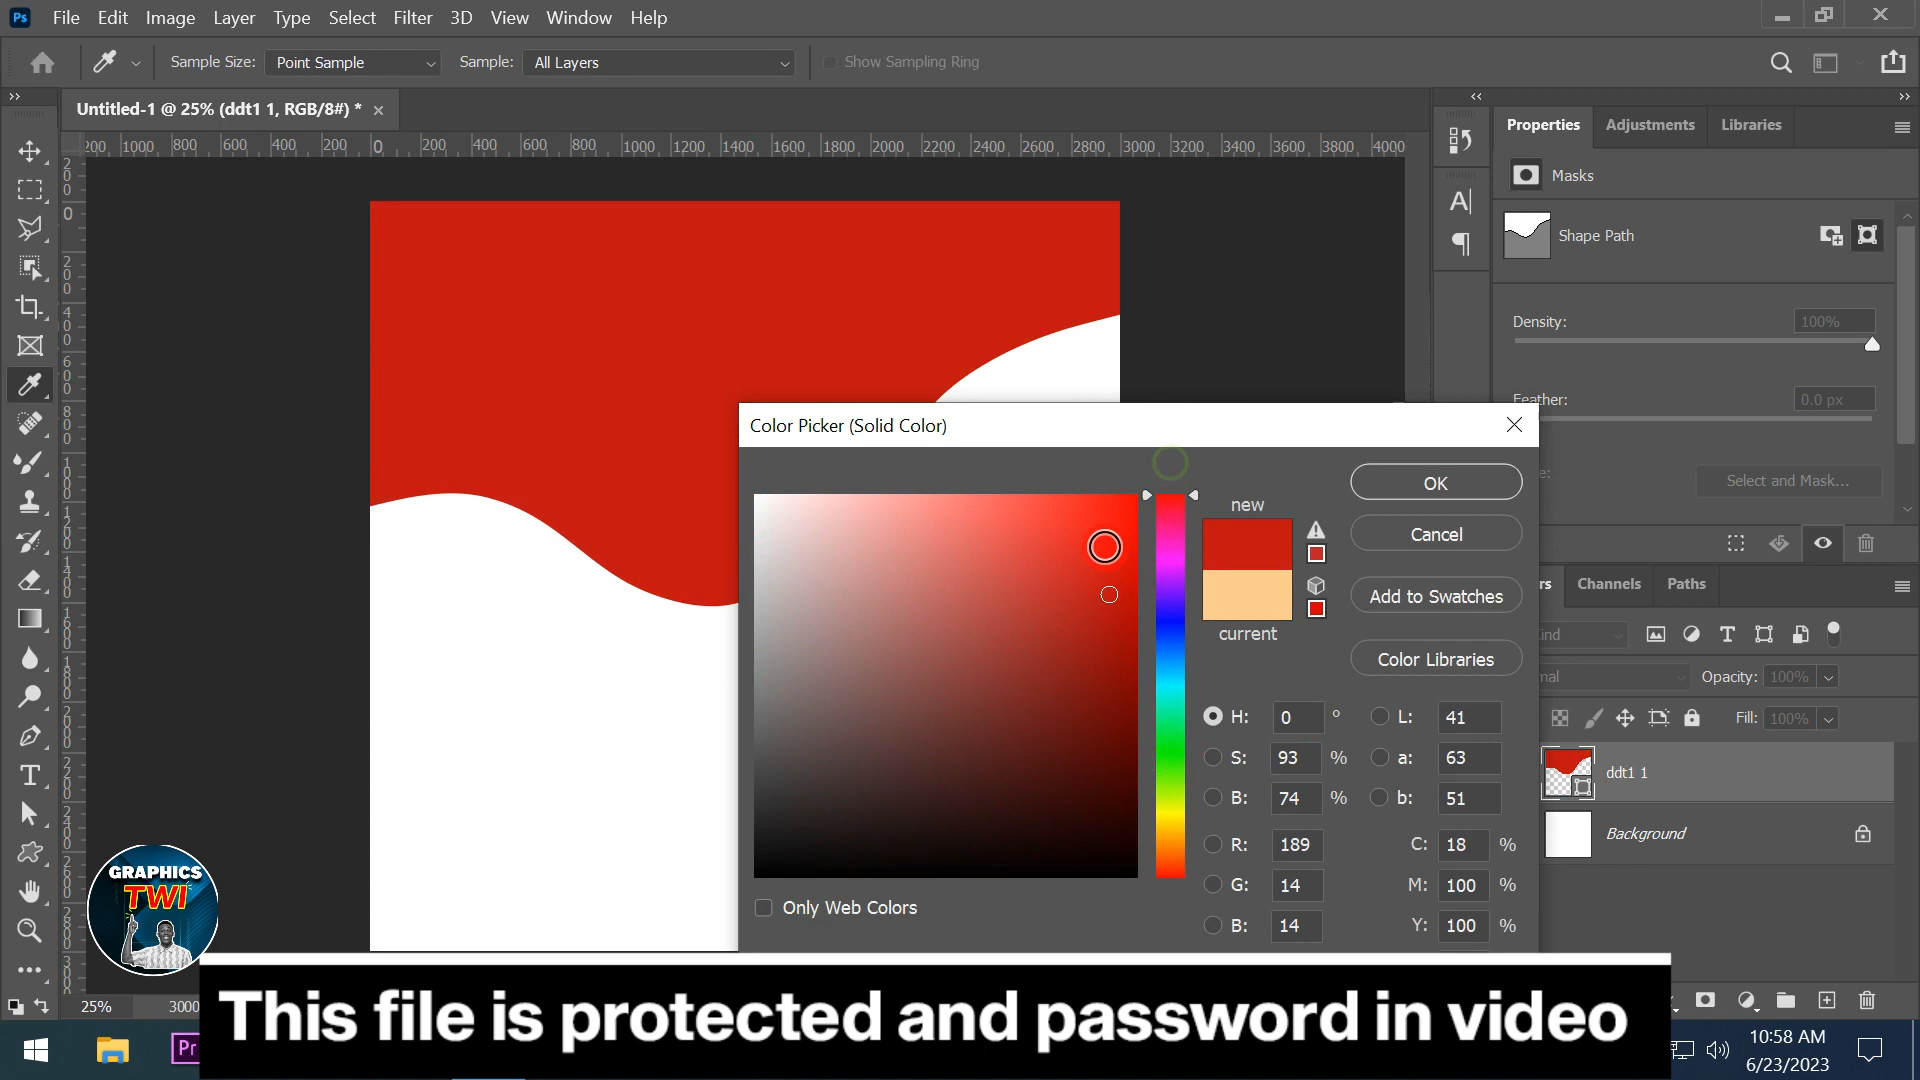 Ps File Edit Image Layer Type Select Filter 3D View Window Help
Sample Size: Point Sample Sample: All Layers Show Sampling Ring
Untitled-1 @ 25% (ddt1 1, RGB/8#) *
200 1000 800 600 400 200 0 200 400 600 800 1000 1200 1400 1600 1800 2000 2200 2400 2600 2800 3000 3200 3400 3600 3800 4000
Properties Adjustments Libraries
Masks
Shape Path
Density: 100%
Feather: 0.0 px
Select and Mask...
Color Picker (Solid Color)
new
current
OK
Cancel
Add to Swatches
Color Libraries
H: 0 ° L: 41
S: 93 % a: 63
B: 74 % b: 51
R: 189 C: 18 %
G: 14 M: 100 %
B: 14 Y: 100 %
Only Web Colors
rs Channels Paths
ind
mal Opacity: 100%
Fill: 100%
ddt1 1
Background
GRAPHICS
TWI
25% 3000
This file is protected and password in video
Pr
10:58 AM
6/23/2023